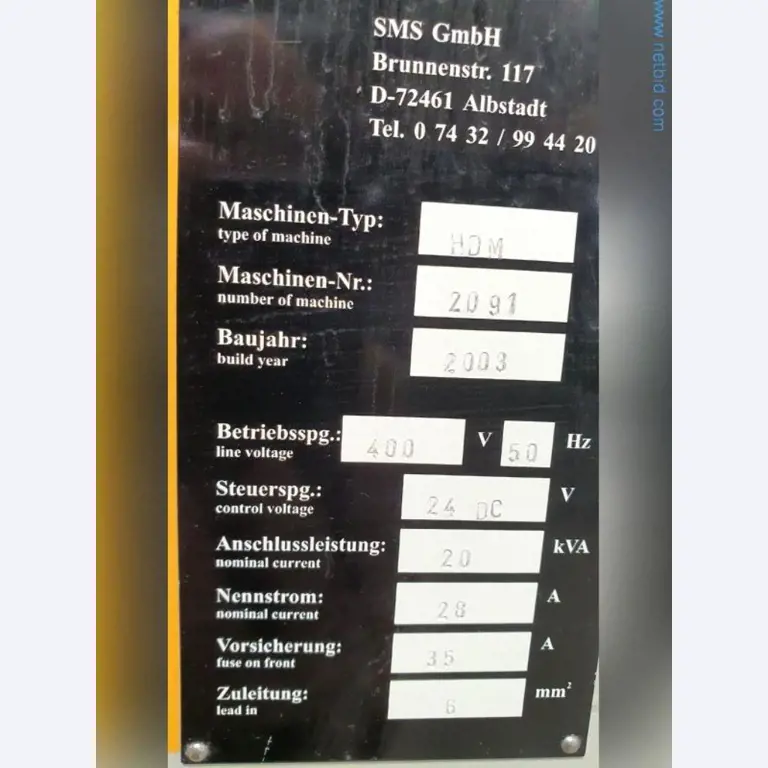 SMS GmbH
Brunnenstr. 117
D-72461 Albstadt
Tel. 0 74 32 / 99 44 20
www.netbid.com
Maschinen-Typ: HDM
type of machine
Maschinen-Nr.: 2091
number of machine
Baujahr: 2003
build year
Betriebsspg.: 400 V 50 Hz
line voltage
Steuerspg.: 24 DC V
control voltage
Anschlussleistung: 20 kVA
nominal current
Nennstrom: 28 A
nominal current
Vorsicherung: 35 A
fuse on front
Zuleitung: 6 mm²
lead in